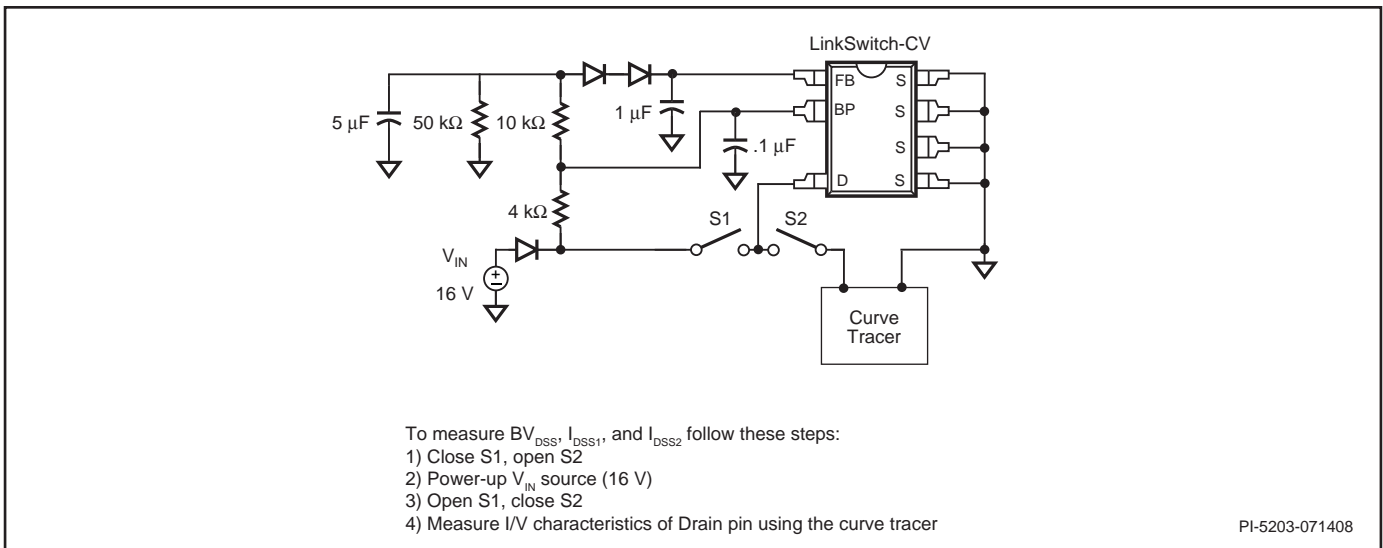 LinkSwitch-CV
FB S
BP S
S
D S
5 µF
50 kΩ
10 kΩ
1 µF
.1 µF
4 kΩ
S1
S2
V_IN
+
16 V
Curve
Tracer
To measure BV_DSS, I_DSS1, and I_DSS2 follow these steps:
1) Close S1, open S2
2) Power-up V_IN source (16 V)
3) Open S1, close S2
4) Measure I/V characteristics of Drain pin using the curve tracer
PI-5203-071408